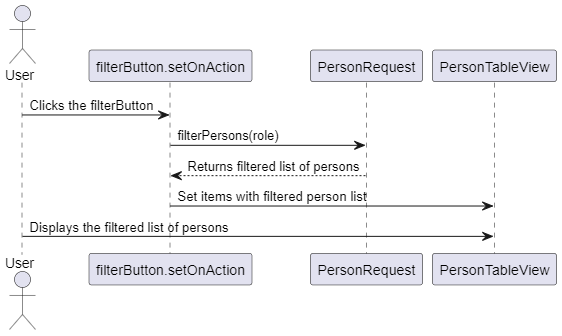 User
filterButton.setOnAction
PersonRequest
PersonTableView
Clicks the filterButton
filterPersons(role)
Returns filtered list of persons
Set items with filtered person list
Displays the filtered list of persons
User
filterButton.setOnAction
PersonRequest
PersonTableView